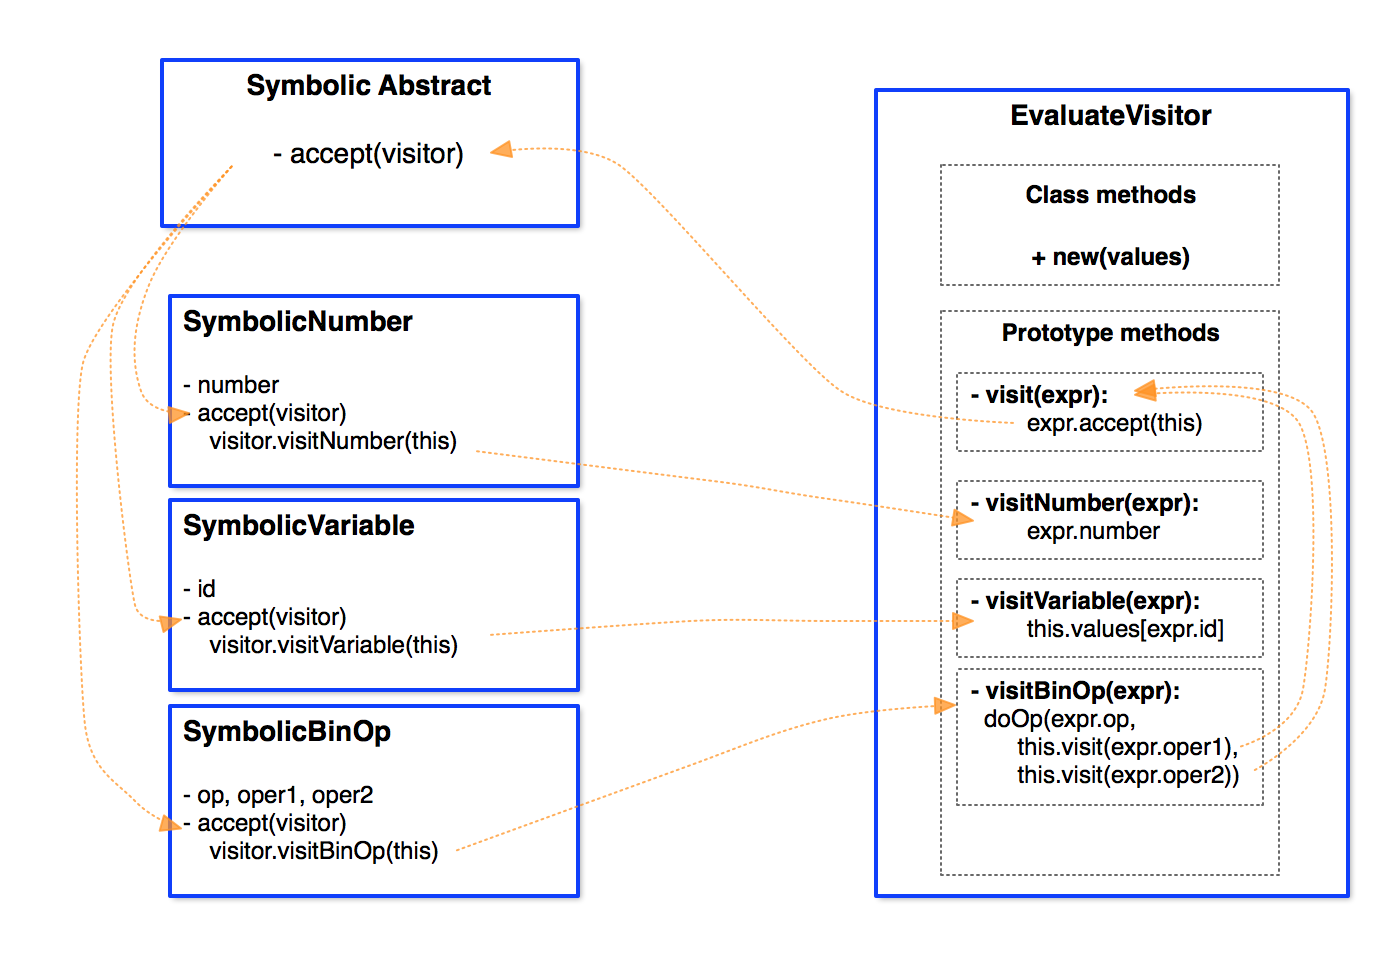 Symbolic Abstract
- accept(visitor)
SymbolicNumber
- number
- accept(visitor)
visitor.visitNumber(this)
SymbolicVariable
- id
- accept(visitor)
visitor.visitVariable(this)
SymbolicBinOp
- op, oper1, oper2
- accept(visitor)
visitor.visitBinOp(this)
EvaluateVisitor
Class methods
+ new(values)
Prototype methods
- visit(expr):
expr.accept(this)
- visitNumber(expr):
expr.number
- visitVariable(expr):
this.values[expr.id]
- visitBinOp(expr):
doOp(expr.op,
this.visit(expr.oper1),
this.visit(expr.oper2))